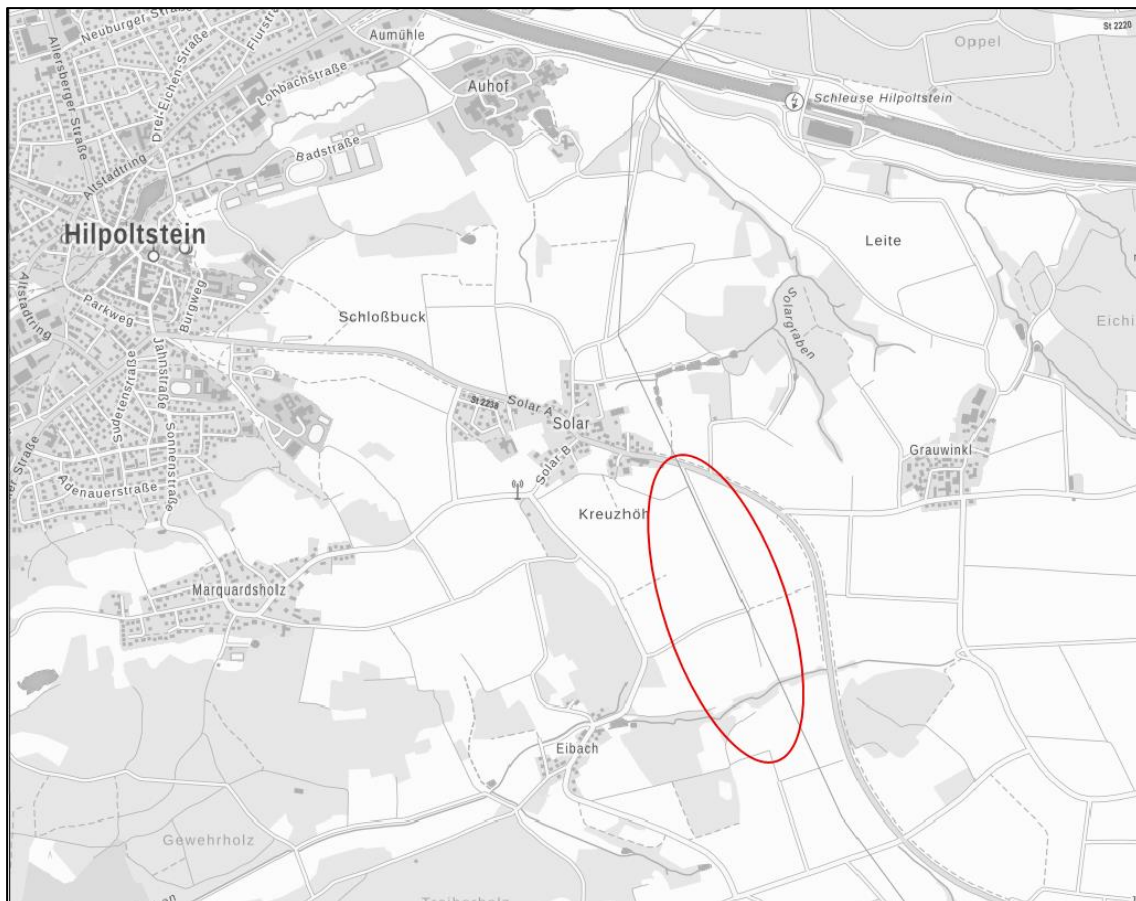 Neuburger Straße
Flurstraße
Allersberger Straße
Drei-Eichen-Straße
Lohbachstraße
Aumühle
Auhof
St 2220
Oppel
Schleuse Hilpoltstein
Badstraße
Altstadtring
Hilpoltstein
Leite
Altstadtring
Parkweg
Burgweg
Schloßbuck
Solargraben
Eichi
Jahnstraße
Sudetenstraße
St 2238
Solar A
Solar
Solar B
Grauwinkl
er Straße
Adenauerstraße
Sonnenstraße
Kreuzhöh
Marquardsholz
Eibach
Gewehrholz